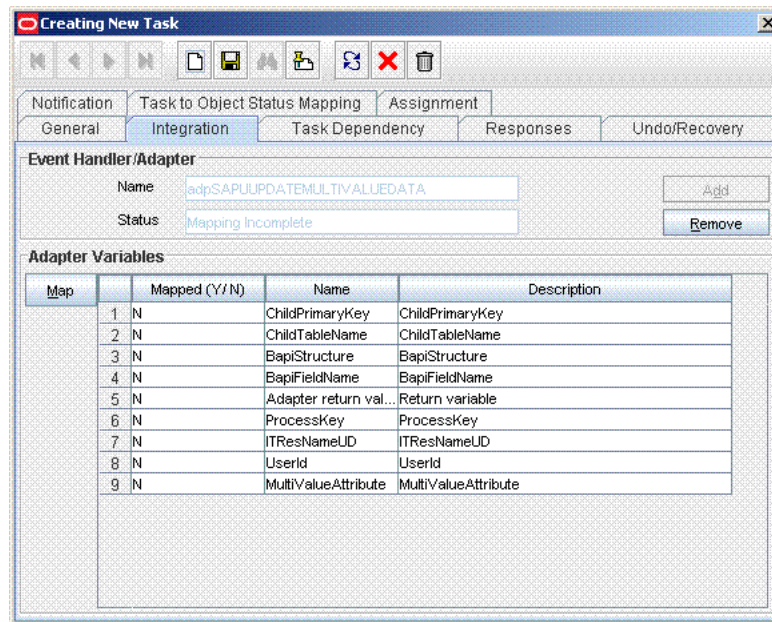 Creating New Task
Notification Task to Object Status Mapping Assignment
General Integration Task Dependency Responses Undo/Recovery
Event Handler/Adapter
Name adpSAPUUPDATEMULTIVALUEDATA Add
Status Mapping Incomplete Remove
Adapter Variables
Map Mapped (Y/N) Name Description
1 N ChildPrimaryKey ChildPrimaryKey
2 N ChildTableName ChildTableName
3 N BapiStructure BapiStructure
4 N BapiFieldName BapiFieldName
5 N Adapter return val... Return variable
6 N ProcessKey ProcessKey
7 N ITResNameUD ITResNameUD
8 N UserId UserId
9 N MultiValueAttribute MultiValueAttribute